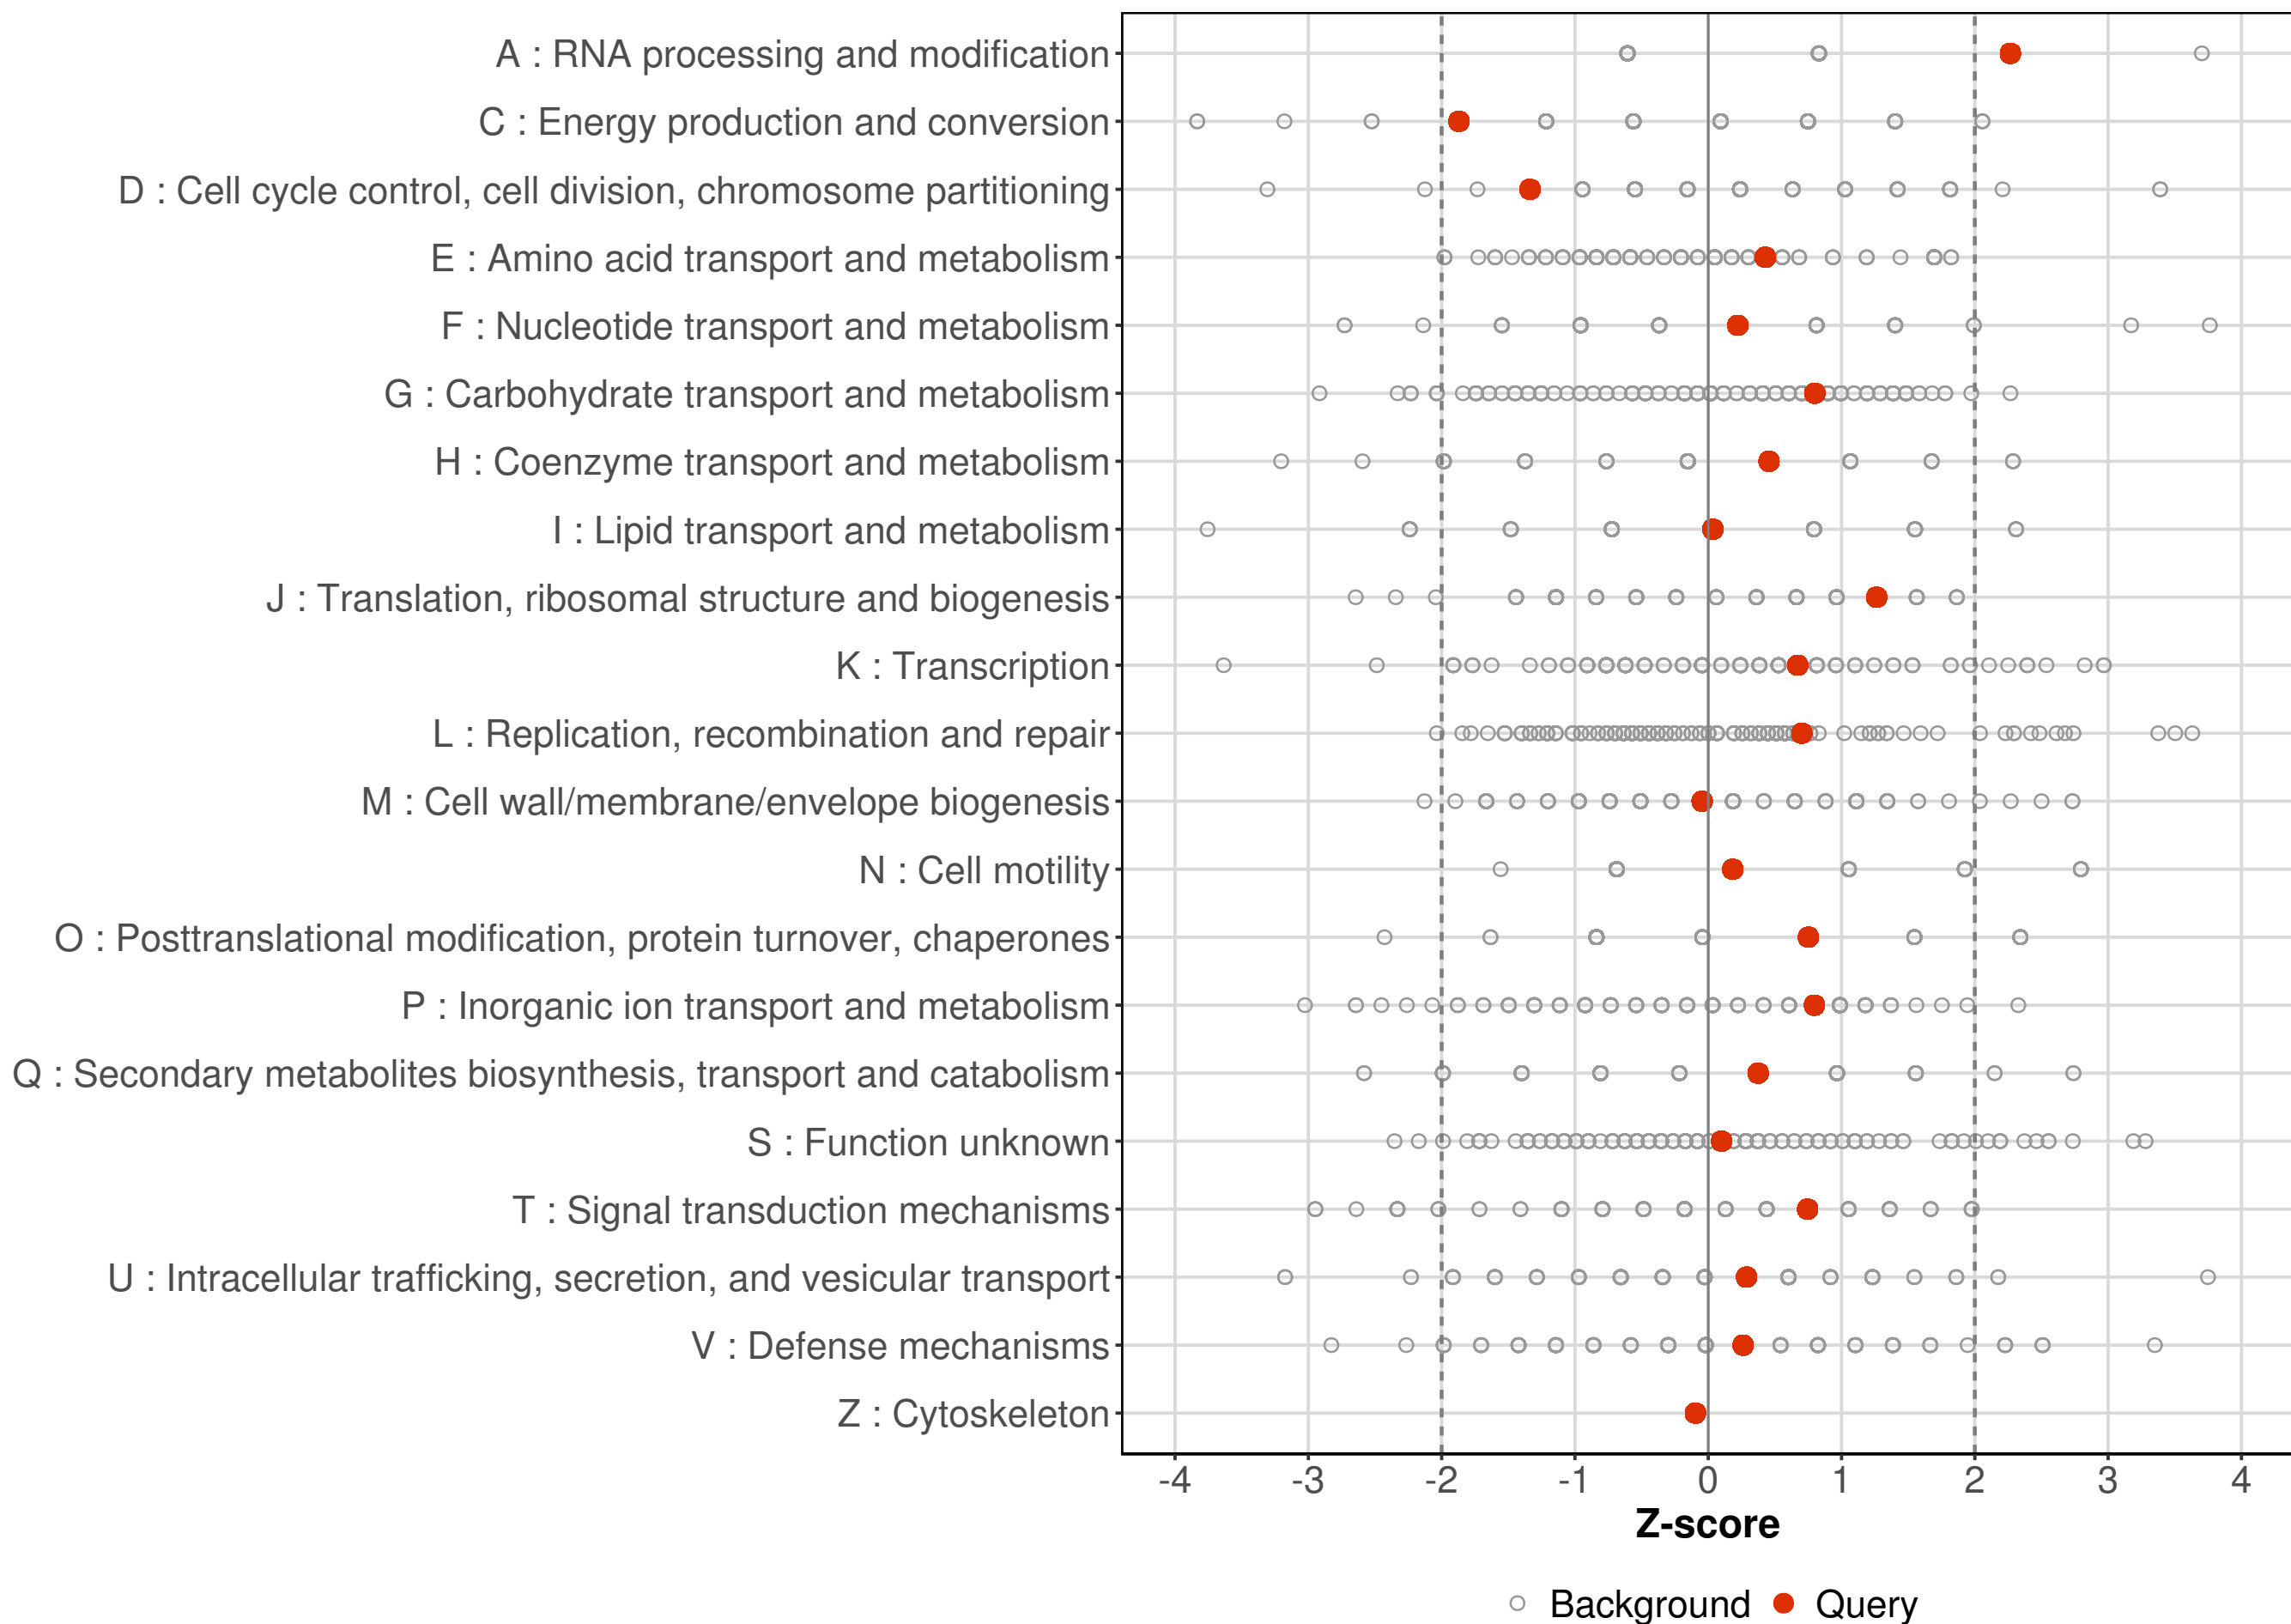 A : RNA processing and modification
C : Energy production and conversion
D : Cell cycle control, cell division, chromosome partitioning
E : Amino acid transport and metabolism
F : Nucleotide transport and metabolism
G : Carbohydrate transport and metabolism
H : Coenzyme transport and metabolism
I : Lipid transport and metabolism
J : Translation, ribosomal structure and biogenesis
K : Transcription
L : Replication, recombination and repair
M : Cell wall/membrane/envelope biogenesis
N : Cell motility
O : Posttranslational modification, protein turnover, chaperones
P : Inorganic ion transport and metabolism
Q : Secondary metabolites biosynthesis, transport and catabolism
S : Function unknown
T : Signal transduction mechanisms
U : Intracellular trafficking, secretion, and vesicular transport
V : Defense mechanisms
Z : Cytoskeleton
-4 -3 -2 -1 0 1 2 3 4
Z-score
Background Query